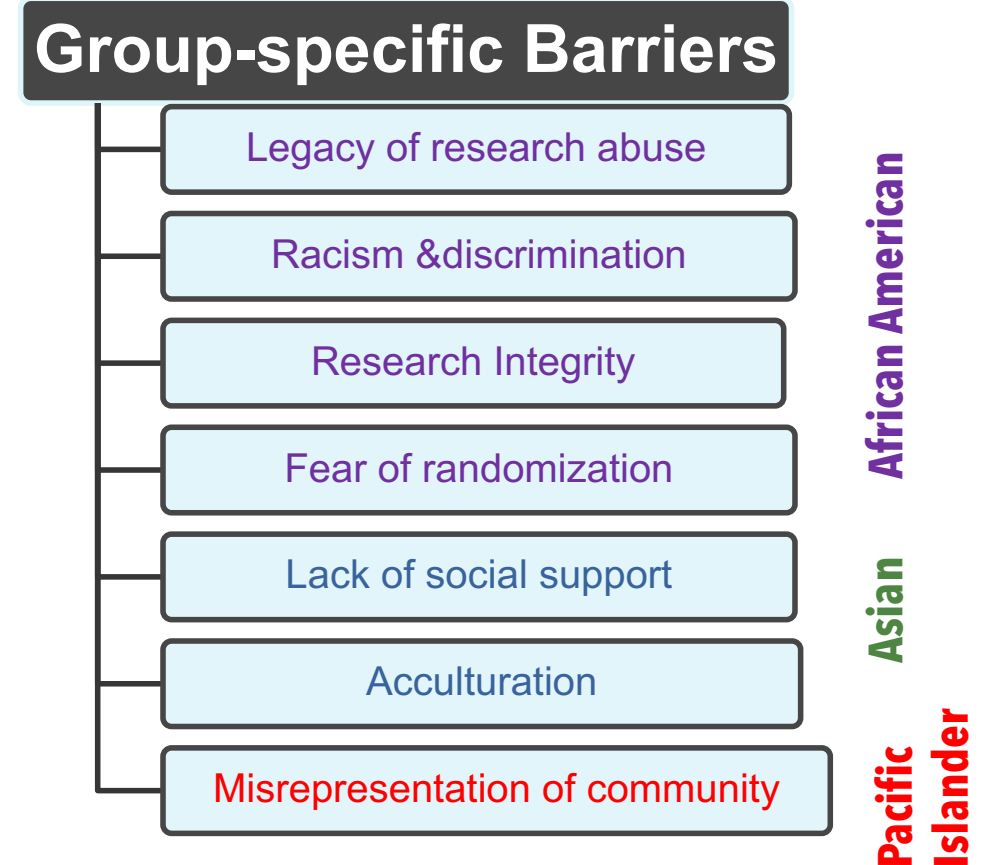 Group-specific Barriers
Legacy of research abuse
Racism &discrimination
Research Integrity
Fear of randomization
Lack of social support
Acculturation
Misrepresentation of community
African American
Asian
Pacific
Islander